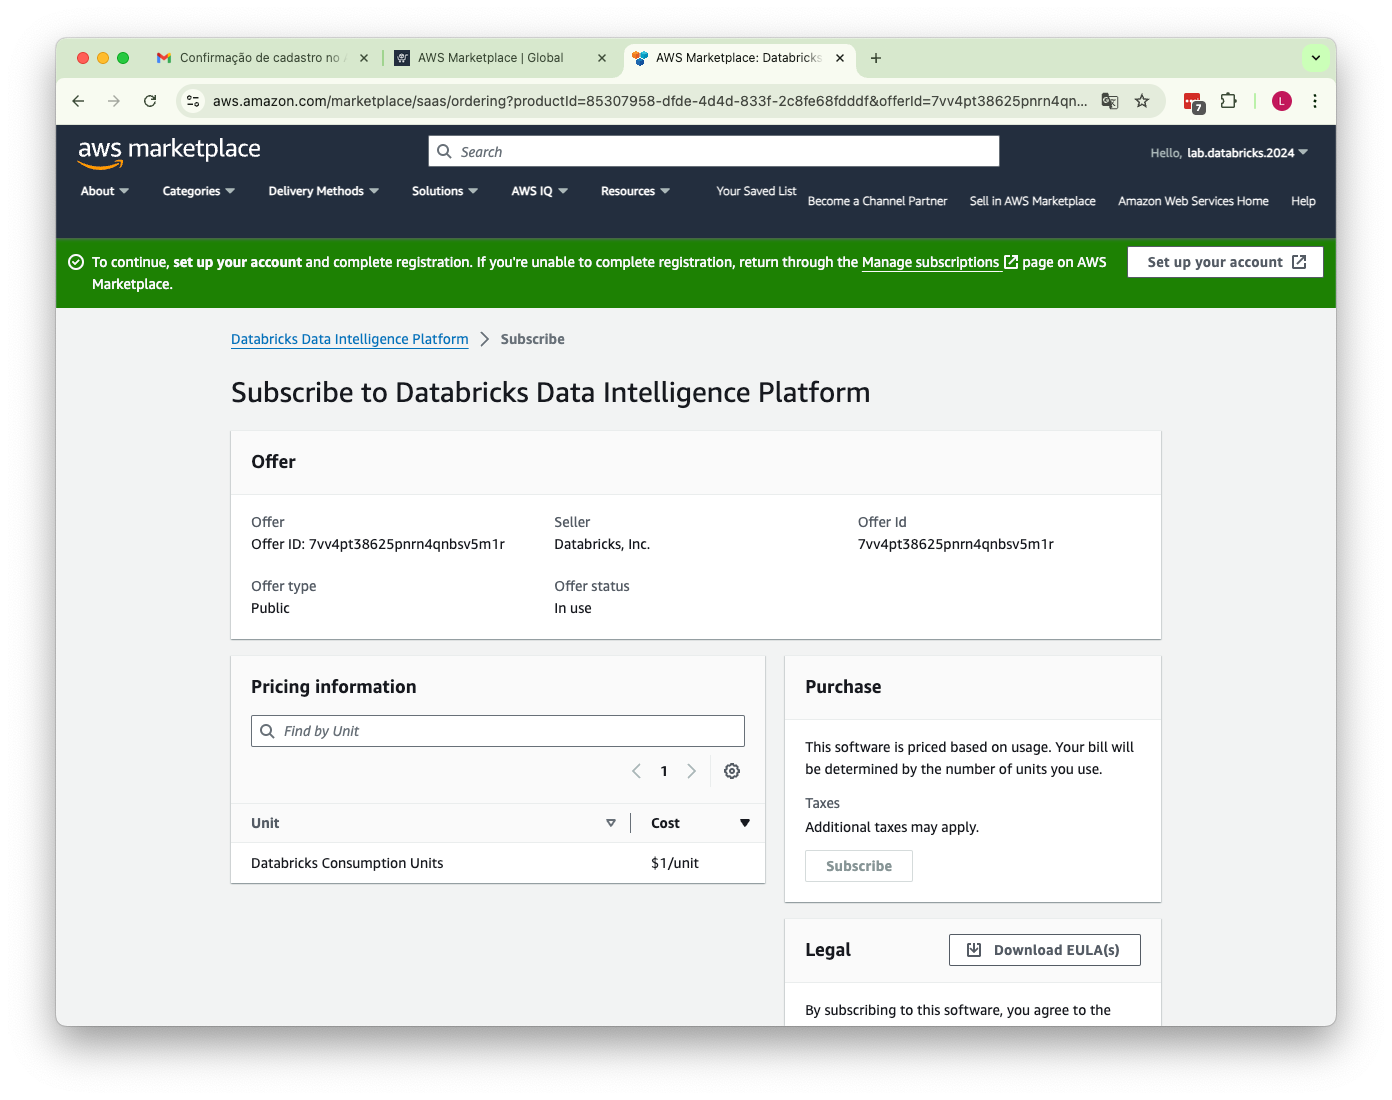 Confirmação de cadastro no
AWS Marketplace | Global
AWS Marketplace: Databricks
aws.amazon.com/marketplace/saas/ordering?productId=85307958-dfde-4d4d-833f-2c8fe68fdddf&offerId=7vv4pt38625pnrn4qn...
7
L
aws marketplace
Search
Hello, lab.databricks.2024
About
Categories
Delivery Methods
Solutions
AWS IQ
Resources
Your Saved List
Become a Channel Partner
Sell in AWS Marketplace
Amazon Web Services Home
Help
To continue, set up your account and complete registration. If you're unable to complete registration, return through the Manage subscriptions page on AWS
Marketplace.
Set up your account
Databricks Data Intelligence Platform
Subscribe
Subscribe to Databricks Data Intelligence Platform
Offer
Offer
Offer ID: 7vv4pt38625pnrn4qnbsv5m1r
Seller
Databricks, Inc.
Offer Id
7vv4pt38625pnrn4qnbsv5m1r
Offer type
Public
Offer status
In use
Pricing information
Find by Unit
1
Unit
Cost
Databricks Consumption Units
$1/unit
Purchase
This software is priced based on usage. Your bill will
be determined by the number of units you use.
Taxes
Additional taxes may apply.
Subscribe
Legal
Download EULA(s)
By subscribing to this software, you agree to the